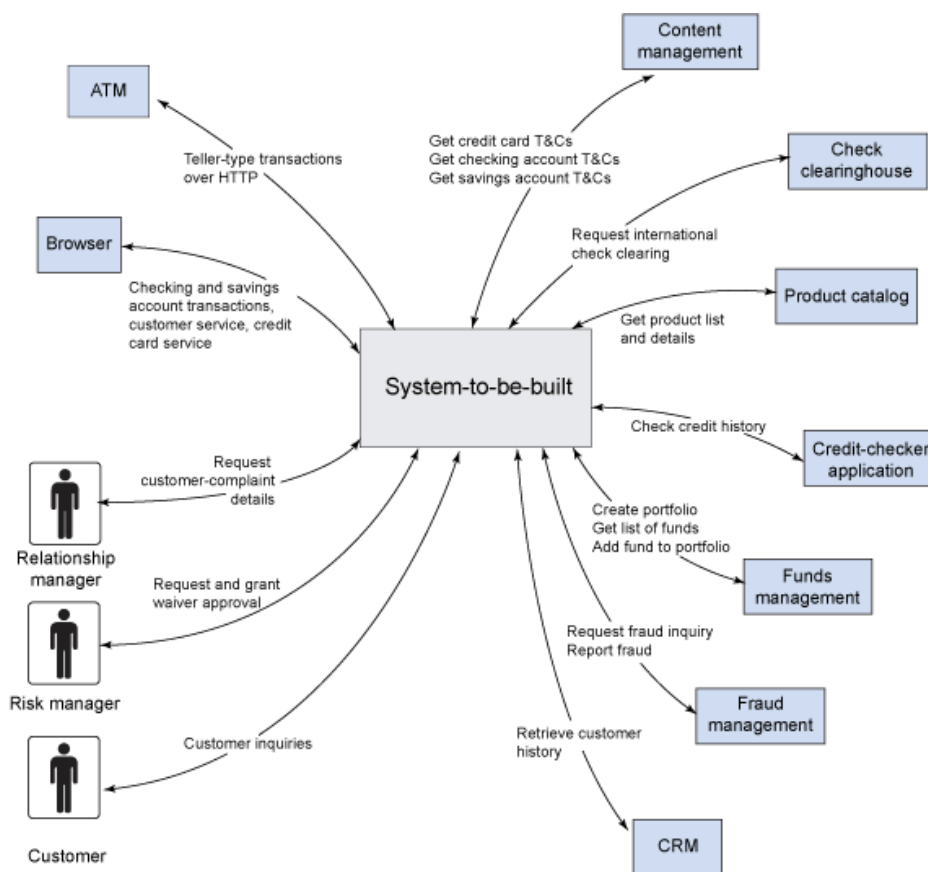 Content
management
ATM
Teller-type transactions
over HTTP
Get credit card T&Cs
Get checking account T&Cs
Get savings account T&Cs
Check
clearinghouse
Browser
Request international
check clearing
Checking and savings
account transactions,
customer service, credit
card service
Product catalog
Get product list
and details
System-to-be-built
Check credit history
Credit-checker
application
Request
customer-complaint
details
Relationship
manager
Create portfolio
Get list of funds
Add fund to portfolio
Funds
management
Request and grant
waiver approval
Risk manager
Request fraud inquiry
Report fraud
Fraud
management
Customer inquiries
Retrieve customer
history
Customer
CRM